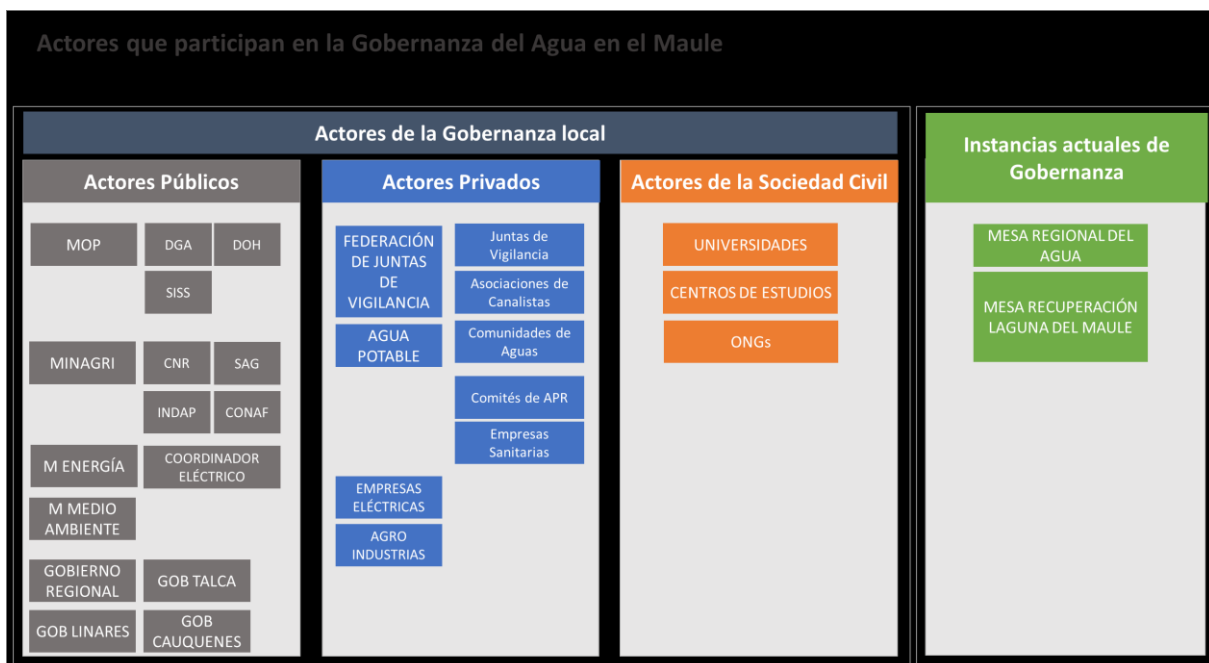 Actores que participan en la Gobernanza del Agua en el Maule
Actores de la Gobernanza local
Actores Públicos
MOP
DGA
DOH
SISS
MINAGRI
CNR
SAG
INDAP
CONAF
M ENERGÍA
COORDINADOR
ELÉCTRICO
M MEDIO
AMBIENTE
GOBIERNO
REGIONAL
GOB TALCA
GOB LINARES
GOB
CAUQUENES
Actores Privados
FEDERACIÓN
DE JUNTAS
DE
VIGILANCIA
Juntas de
Vigilancia
Asociaciones de
Canalistas
AGUA
POTABLE
Comunidades de
Aguas
Comités de APR
Empresas
Sanitarias
EMPRESAS
ELÉCTRICAS
AGRO
INDUSTRIAS
Actores de la Sociedad Civil
UNIVERSIDADES
CENTROS DE ESTUDIOS
ONGs
Instancias actuales de
Gobernanza
MESA REGIONAL DEL
AGUA
MESA RECUPERACIÓN
LAGUNA DEL MAULE